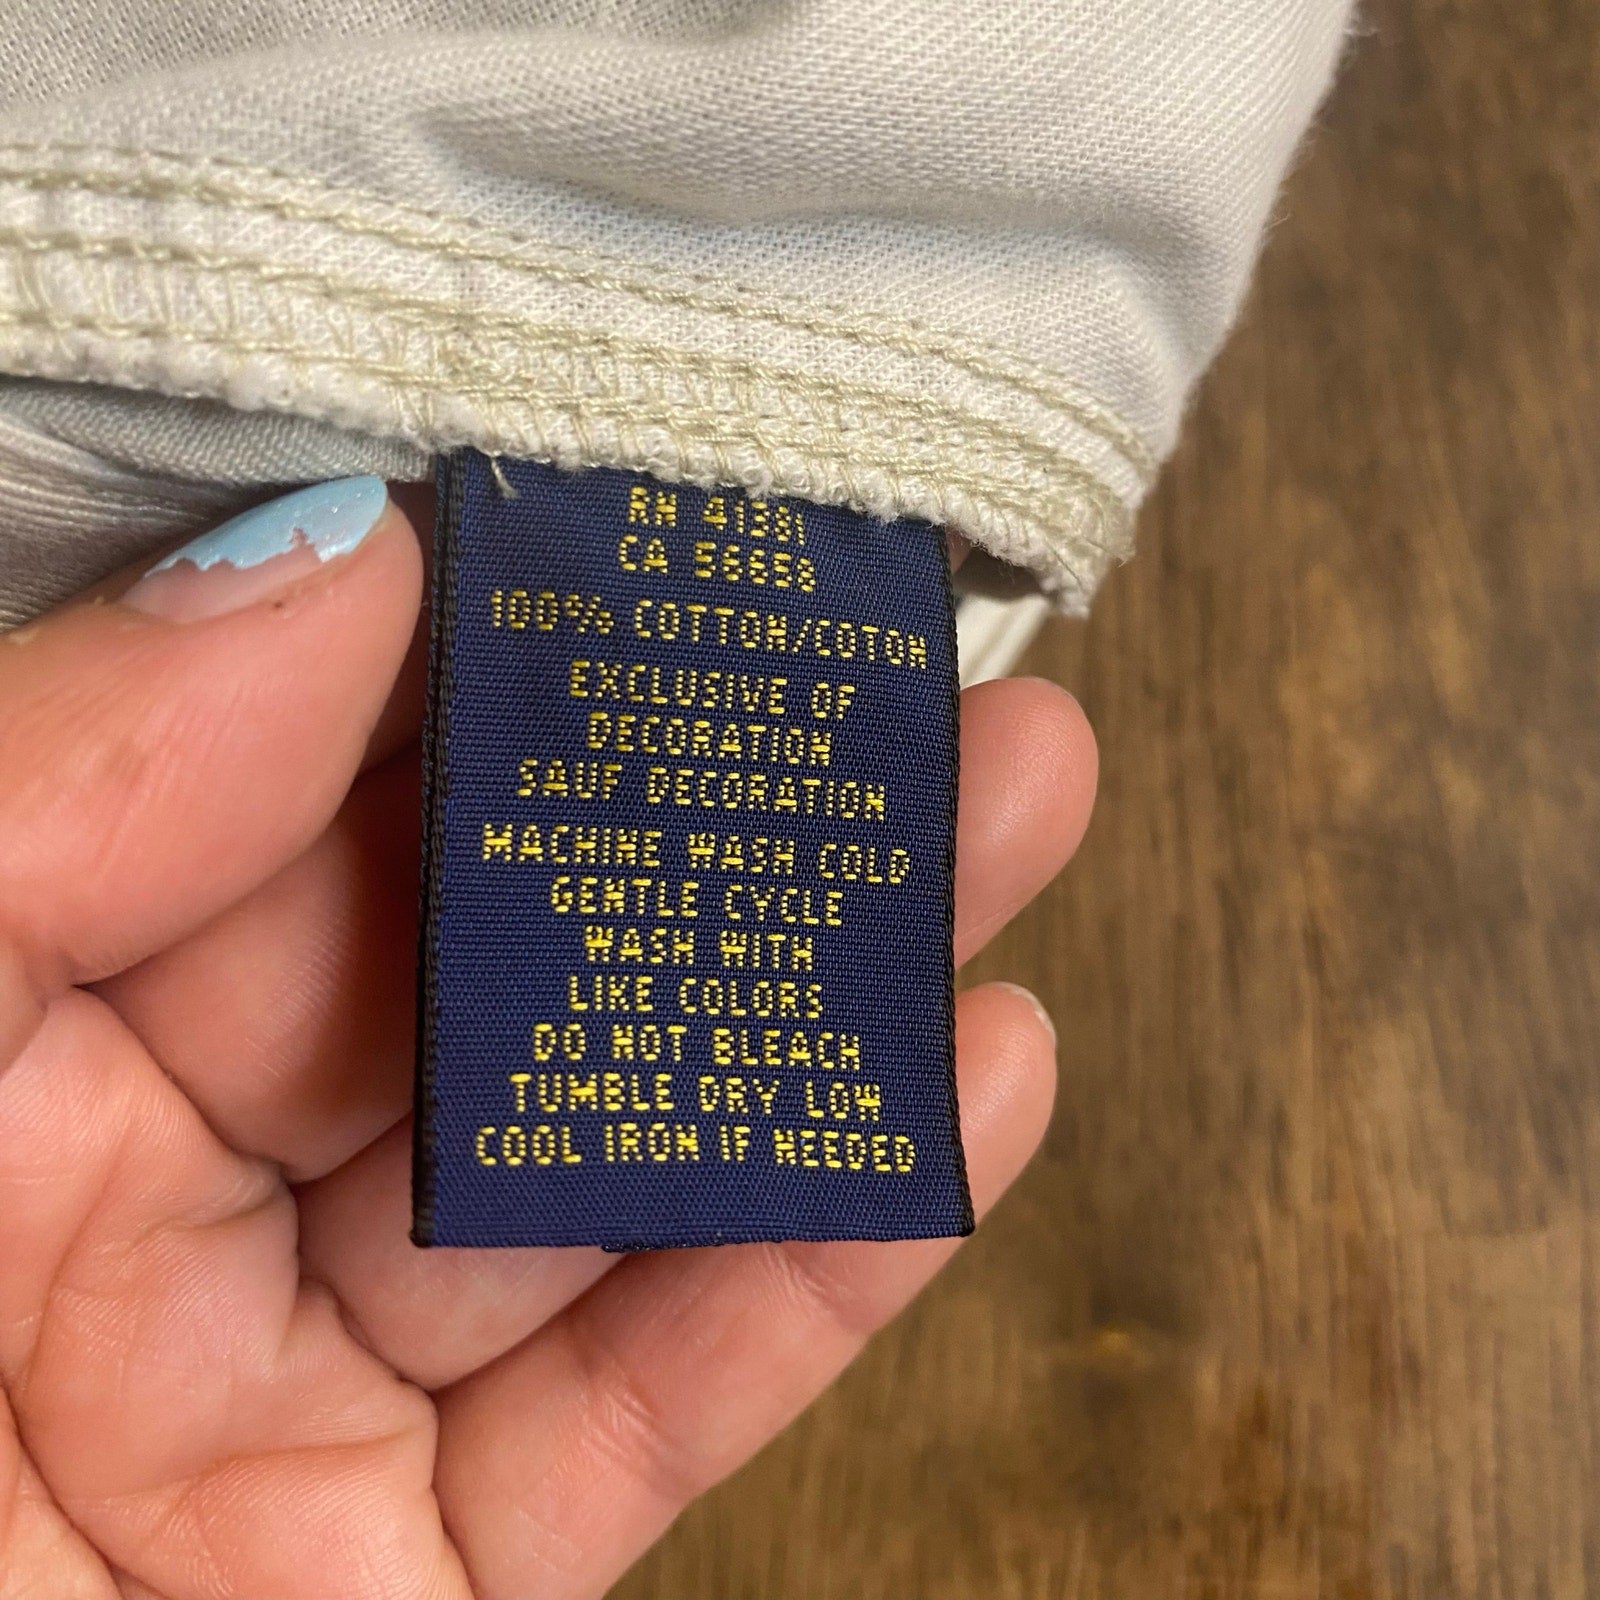 RN 41381
CA 56658
100% COTTON/COTON
EXCLUSIVE OF
DECORATION
SAUF DECORATION
MACHINE WASH COLD
GENTLE CYCLE
WASH WITH
LIKE COLORS
DO NOT BLEACH
TUMBLE DRY LOW
COOL IRON IF NEEDED